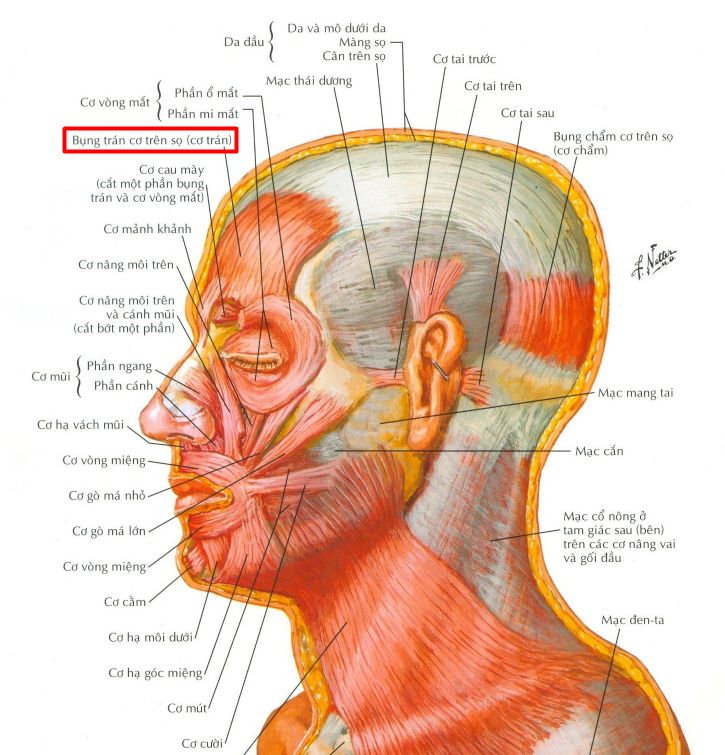 Da đầu
Da và mô dưới da
Màng sọ
Cân trên sọ
Cơ tai trước
Mạc thái dương
Cơ tai trên
Cơ vòng mắt
Phần ổ mắt
Phần mi mắt
Cơ tai sau
Bụng trán cơ trên sọ (cơ trán)
Bụng chẩm cơ trên sọ
(cơ chẩm)
Cơ cau mày
(cắt một phần bụng
trán và cơ vòng mắt)
Cơ mảnh khảnh
Cơ nâng môi trên
Cơ nâng môi trên
và cánh mũi
(cắt bớt một phần)
Cơ mũi
Phần ngang
Phần cánh
Mạc mang tai
Cơ hạ vách mũi
Mạc cắn
Cơ vòng miệng
Cơ gò má nhỏ
Cơ gò má lớn
Mạc cổ nông ở
tam giác sau (bên)
trên các cơ nâng vai
và gối đầu
Cơ vòng miệng
Cơ cằm
Mạc đen-ta
Cơ hạ môi dưới
Cơ hạ góc miệng
Cơ mút
Cơ cười
F. Netter
M.D.